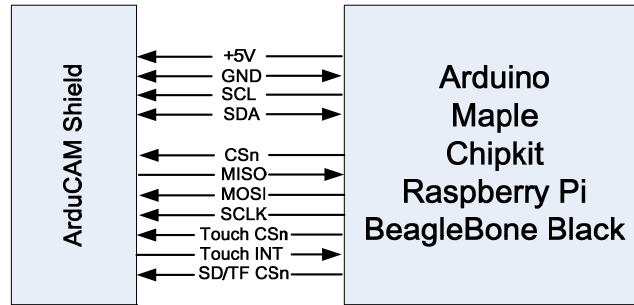 ArduCAM Shield
+5V
GND
SCL
SDA
CSn
MISO
MOSI
SCLK
Touch CSn
Touch INT
SD/TF CSn
Arduino
Maple
Chipkit
Raspberry Pi
BeagleBone Black